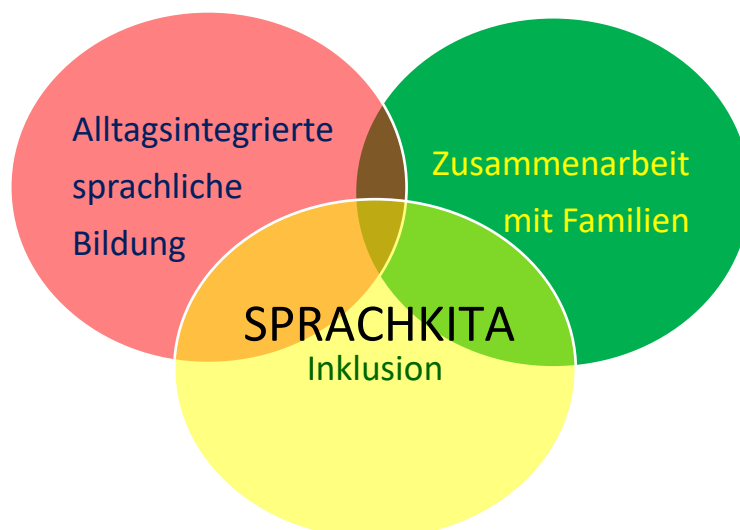 Alltagsintegrierte
sprachliche
Bildung
Zusammenarbeit
mit Familien
SPRACHKITA
Inklusion